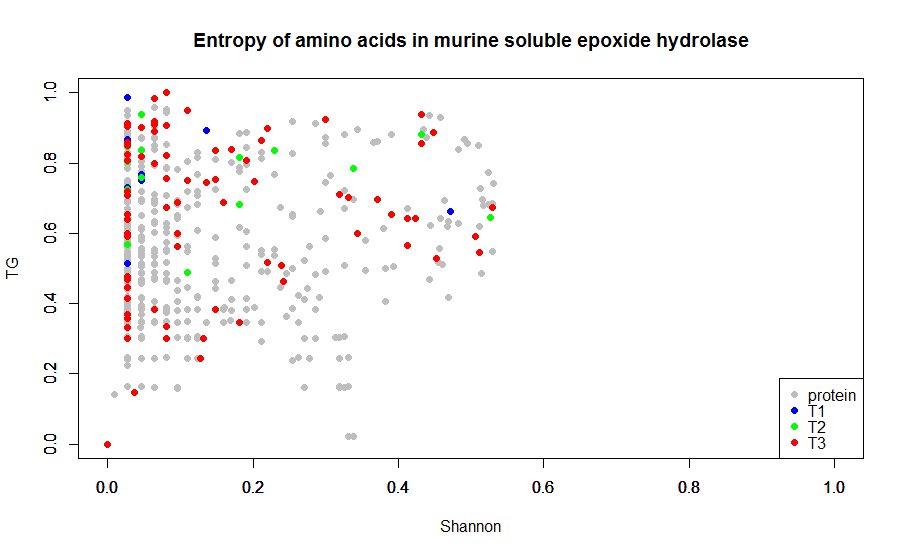 Entropy of amino acids in murine soluble epoxide hydrolase
1.0
0.8
0.6
0.4
0.2
0.0
TG
0.0 0.2 0.4 0.6 0.8 1.0
Shannon
protein
T1
T2
T3